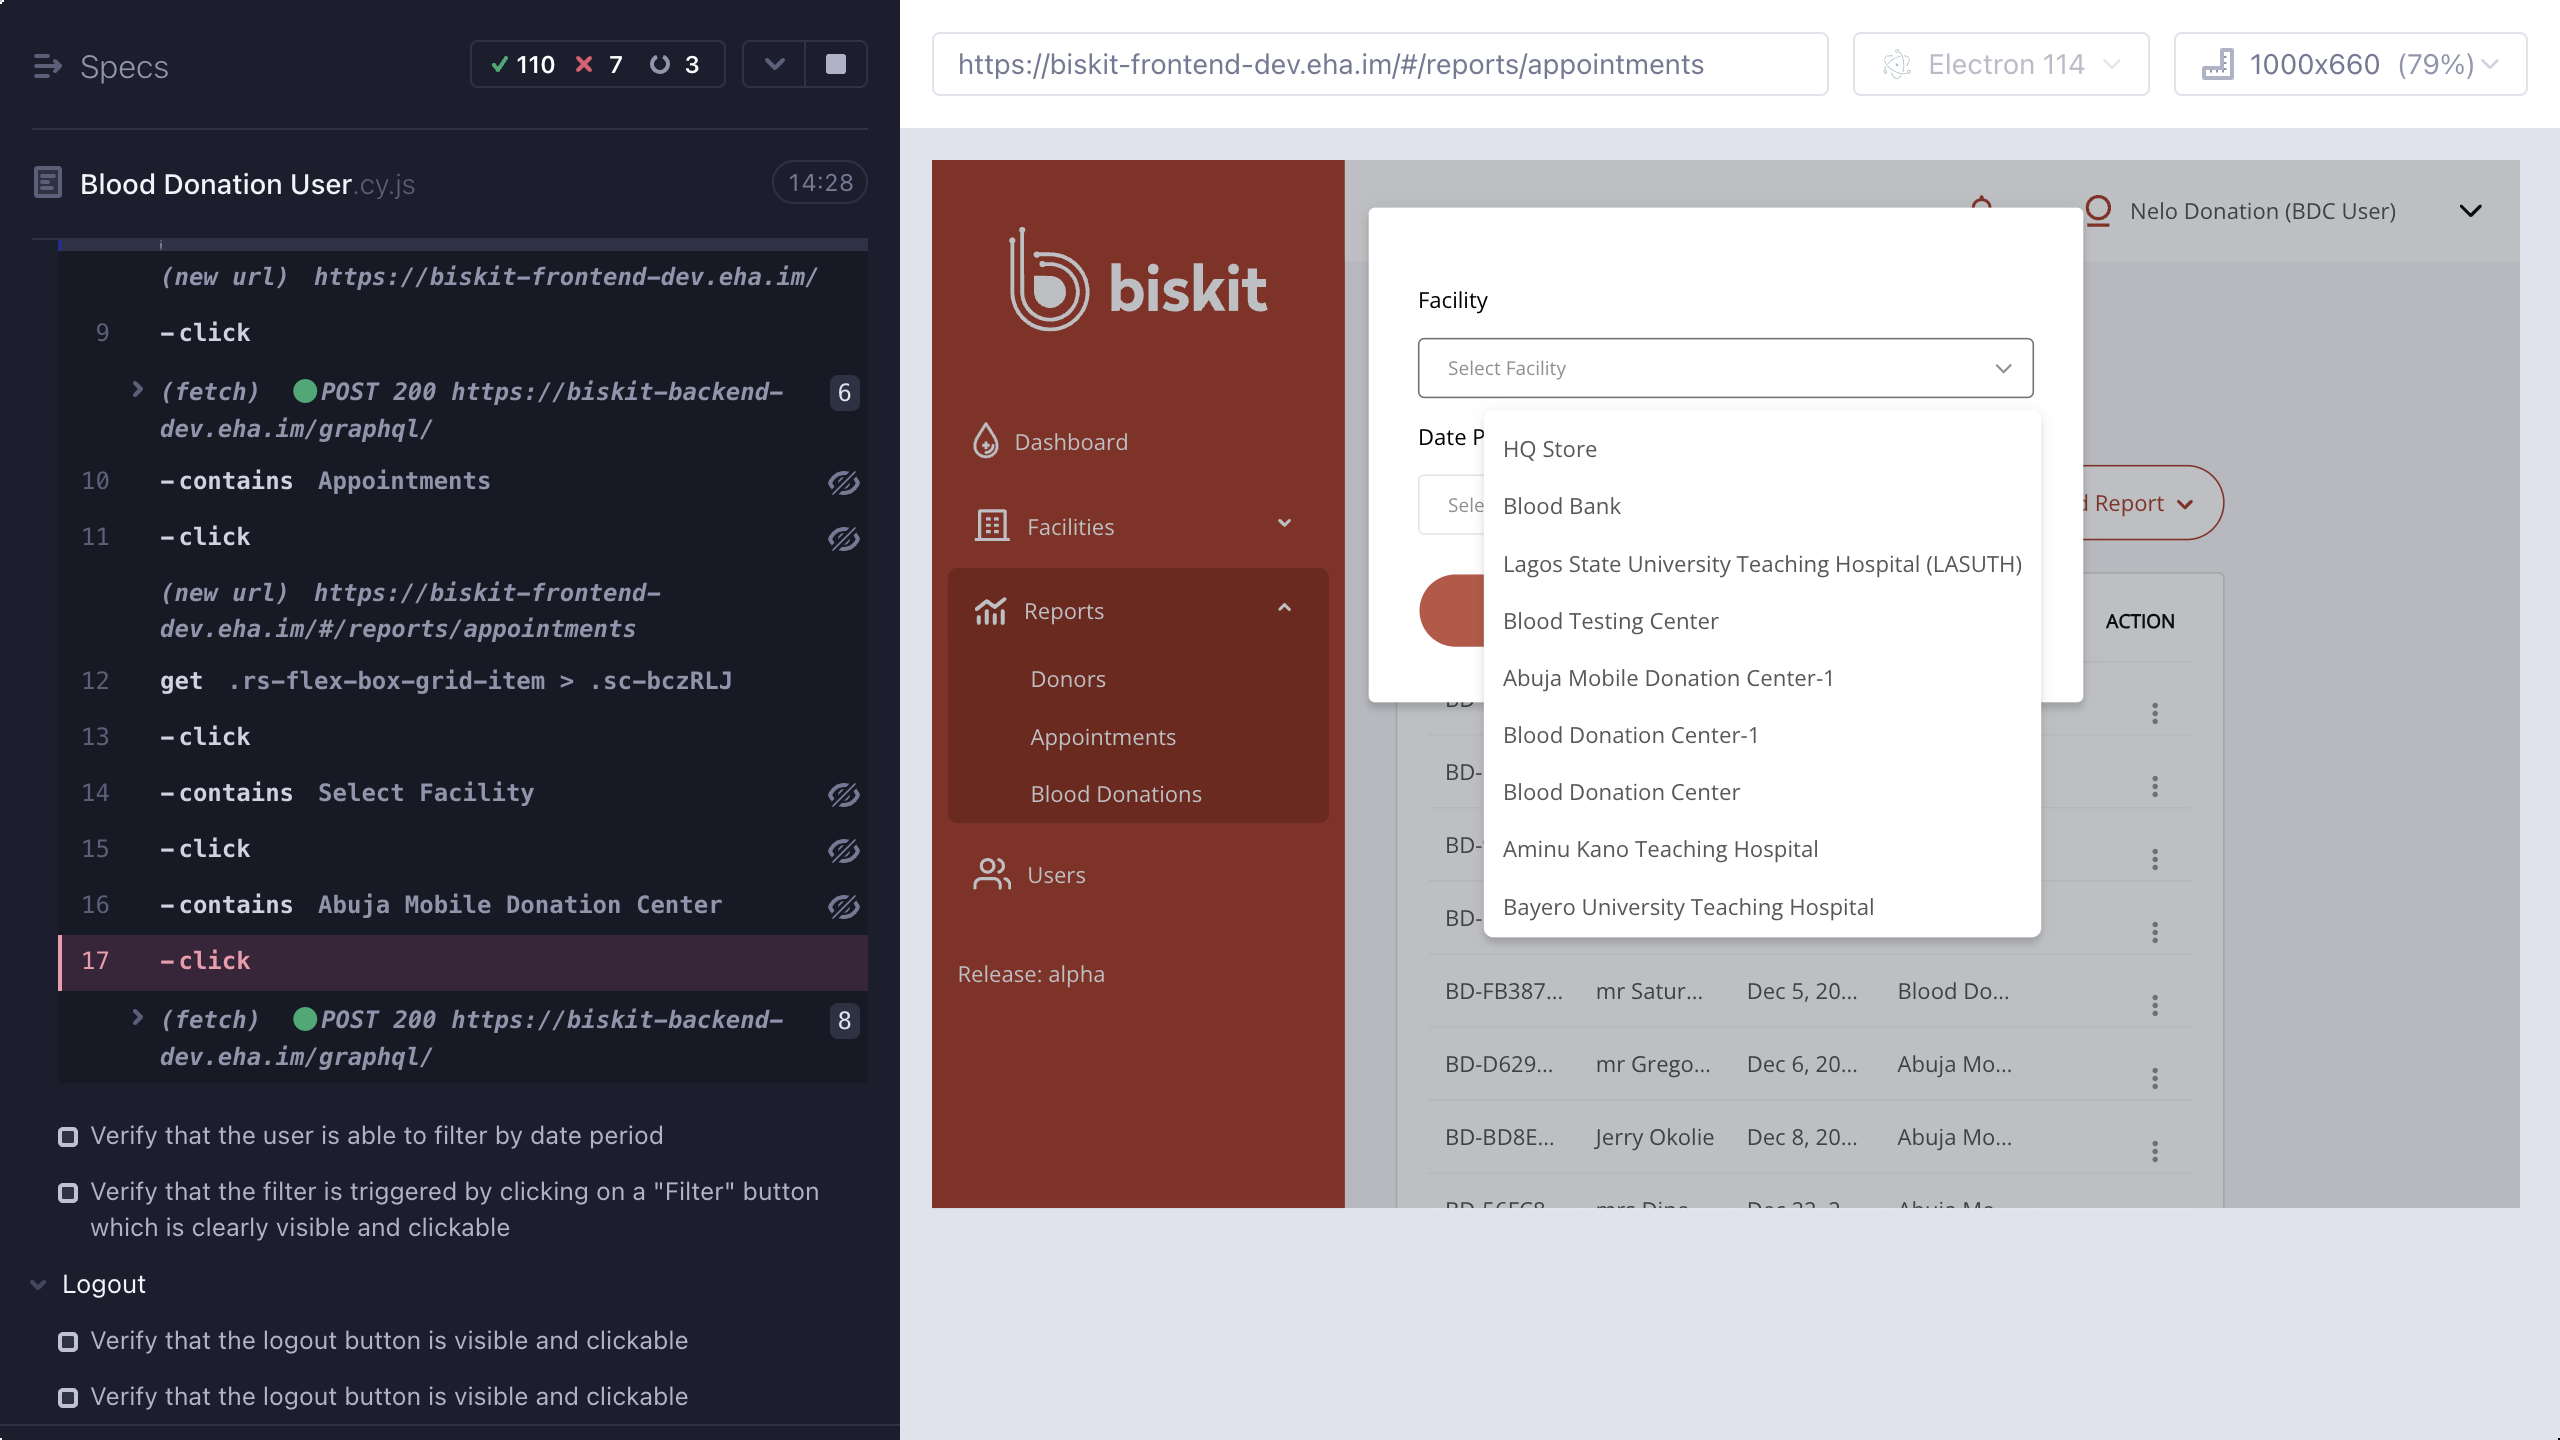 Specs
110 7 3
Blood Donation User.cy.js 14:28
(new url) https://biskit-frontend-dev.eha.im/
9 -click
(fetch) POST 200 https://biskit-backend- 6
dev.eha.im/graphql/
10 -contains Appointments
11 -click
(new url) https://biskit-frontend-
dev.eha.im/#/reports/appointments
12 get .rs-flex-box-grid-item > .sc-bczRLJ
13 -click
14 -contains Select Facility
15 -click
16 -contains Abuja Mobile Donation Center
17 -click
(fetch) POST 200 https://biskit-backend- 8
dev.eha.im/graphql/
Verify that the user is able to filter by date period
Verify that the filter is triggered by clicking on a "Filter" button
which is clearly visible and clickable
Logout
Verify that the logout button is visible and clickable
Verify that the logout button is visible and clickable
https://biskit-frontend-dev.eha.im/#/reports/appointments
Electron 114
1000x660 (79%)
biskit
Dashboard
Facilities
Reports
Donors
Appointments
Blood Donations
Users
Release: alpha
Nelo Donation (BDC User)
Facility
Select Facility
Date P
Sele
HQ Store
Blood Bank
Lagos State University Teaching Hospital (LASUTH)
Blood Testing Center
Abuja Mobile Donation Center-1
Blood Donation Center-1
Blood Donation Center
Aminu Kano Teaching Hospital
Bayero University Teaching Hospital
d Report
ACTION
BD-
BD-
BD-
BD-FB387... mr Satur... Dec 5, 20... Blood Do...
BD-D629... mr Grego... Dec 6, 20... Abuja Mo...
BD-BD8E... Jerry Okolie Dec 8, 20... Abuja Mo...